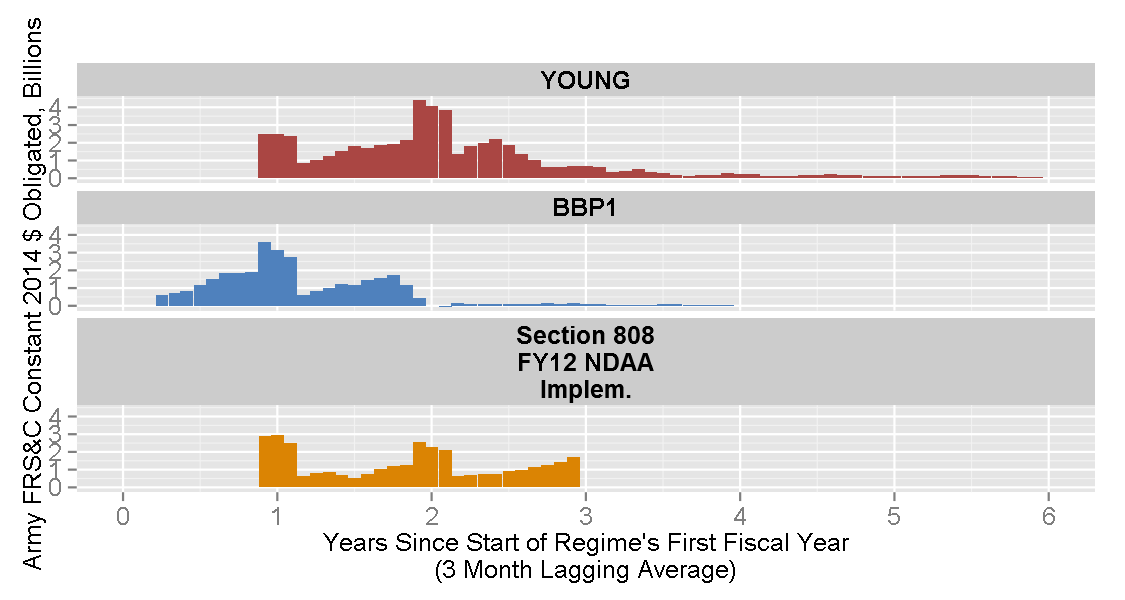 Army FRS&C Constant 2014 $ Obligated, Billions
YOUNG
4
3
2
1
0
BBP1
4
3
2
1
0
Section 808
FY12 NDAA
Implem.
4
3
2
1
0
0 1 2 3 4 5 6
Years Since Start of Regime's First Fiscal Year
(3 Month Lagging Average)